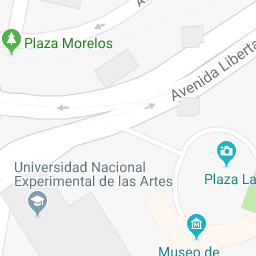 Plaza Morelos
Avenida Liberta
Universidad Nacional
Experimental de las Artes
Plaza La
Museo de